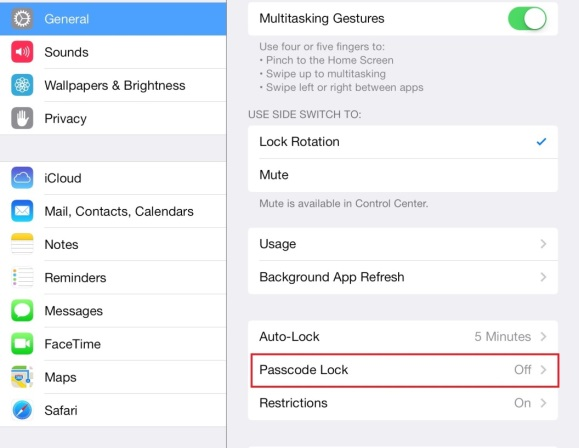 General
Sounds
Wallpapers & Brightness
Privacy
iCloud
Mail, Contacts, Calendars
Notes
Reminders
Messages
FaceTime
Maps
Safari
Multitasking Gestures
Use four or five fingers to:
• Pinch to the Home Screen
• Swipe up to multitasking
• Swipe left or right between apps
USE SIDE SWITCH TO:
Lock Rotation
Mute
Mute is available in Control Center.
Usage
Background App Refresh
Auto-Lock 5 Minutes
Passcode Lock Off
Restrictions On